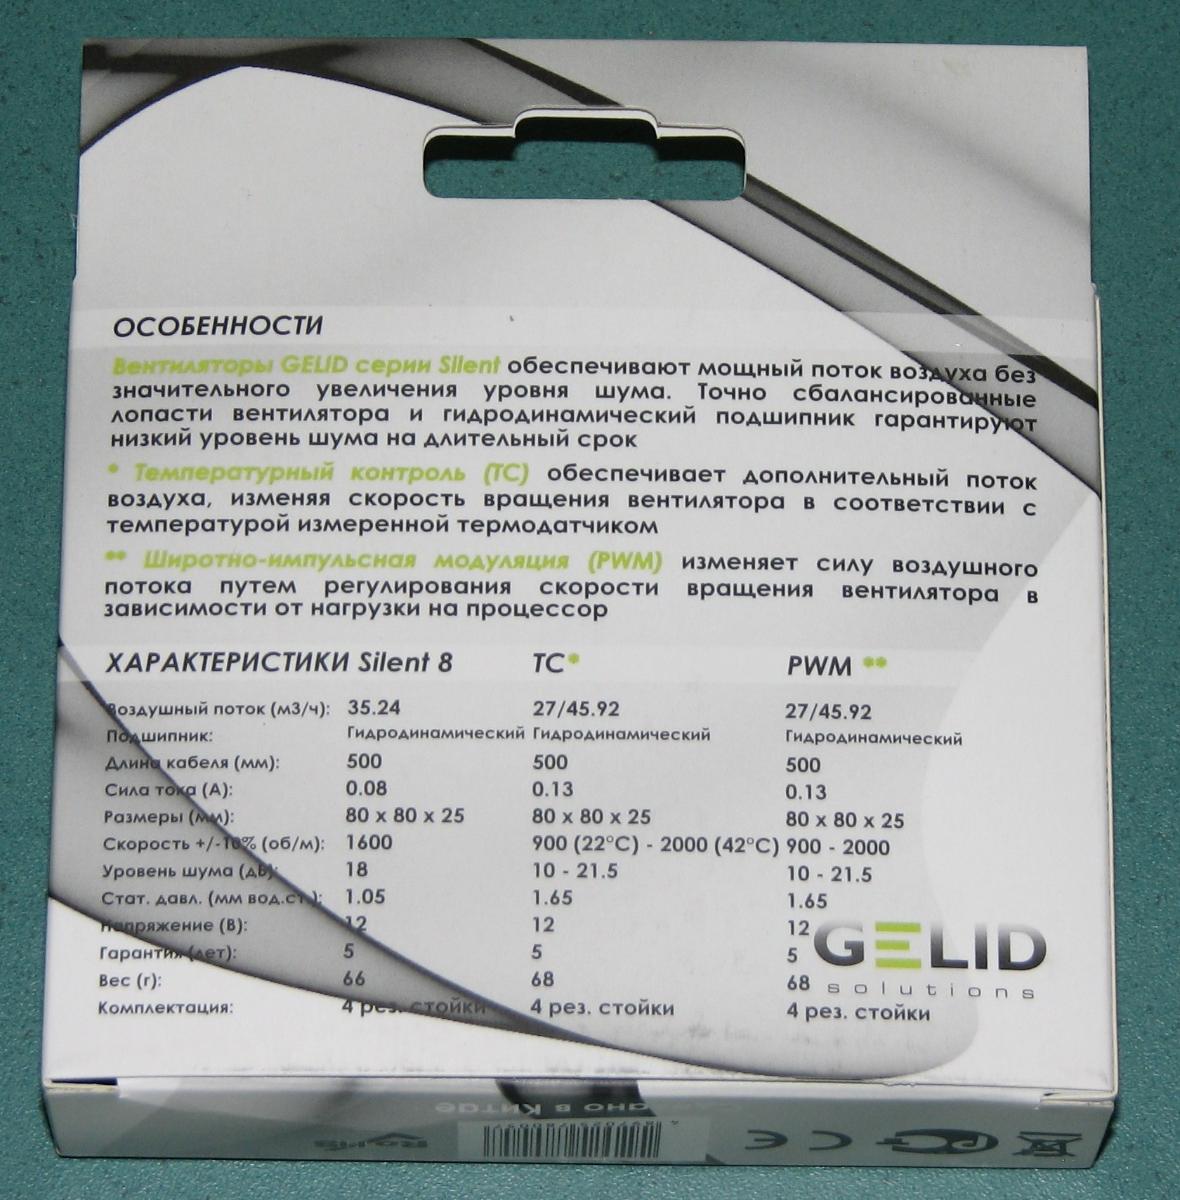 ОСОБЕННОСТИ
Вентиляторы GELID серии Silent обеспечивают мощный поток воздуха без
значительного увеличения уровня шума. Точно сбалансированные
лопасти вентилятора и гидродинамический подшипник гарантируют
низкий уровень шума на длительный срок
* Температурный контроль (TC) обеспечивает дополнительный поток
воздуха, изменяя скорость вращения вентилятора в соответствии с
температурой измеренной термодатчиком
** Широтно-импульсная модуляция (PWM) изменяет силу воздушного
потока путем регулирования скорости вращения вентилятора в
зависимости от нагрузки на процессор
ХАРАКТЕРИСТИКИ Silent 8 TC* PWM **
Воздушный поток (м3/ч): 35.24 27/45.92 27/45.92
Подшипник: Гидродинамический Гидродинамический Гидродинамический
Длина кабеля (мм): 500 500 500
Сила тока (А): 0.08 0.13 0.13
Размеры (мм): 80 x 80 x 25 80 x 80 x 25 80 x 80 x 25
Скорость +/-10% (об/м): 1600 900 (22°C) - 2000 (42°C) 900 - 2000
Уровень шума (дБ): 18 10 - 21.5 10 - 21.5
Стат. давл. (мм вод.ст.): 1.05 1.65 1.65
Напряжение (В): 12 12 12
Гарантия (лет): 5 5 5
Вес (г): 66 68 68
Комплектация: 4 рез. стойки 4 рез. стойки 4 рез. стойки
GELID
solutions
Сделано в Китае
RoHS
CE